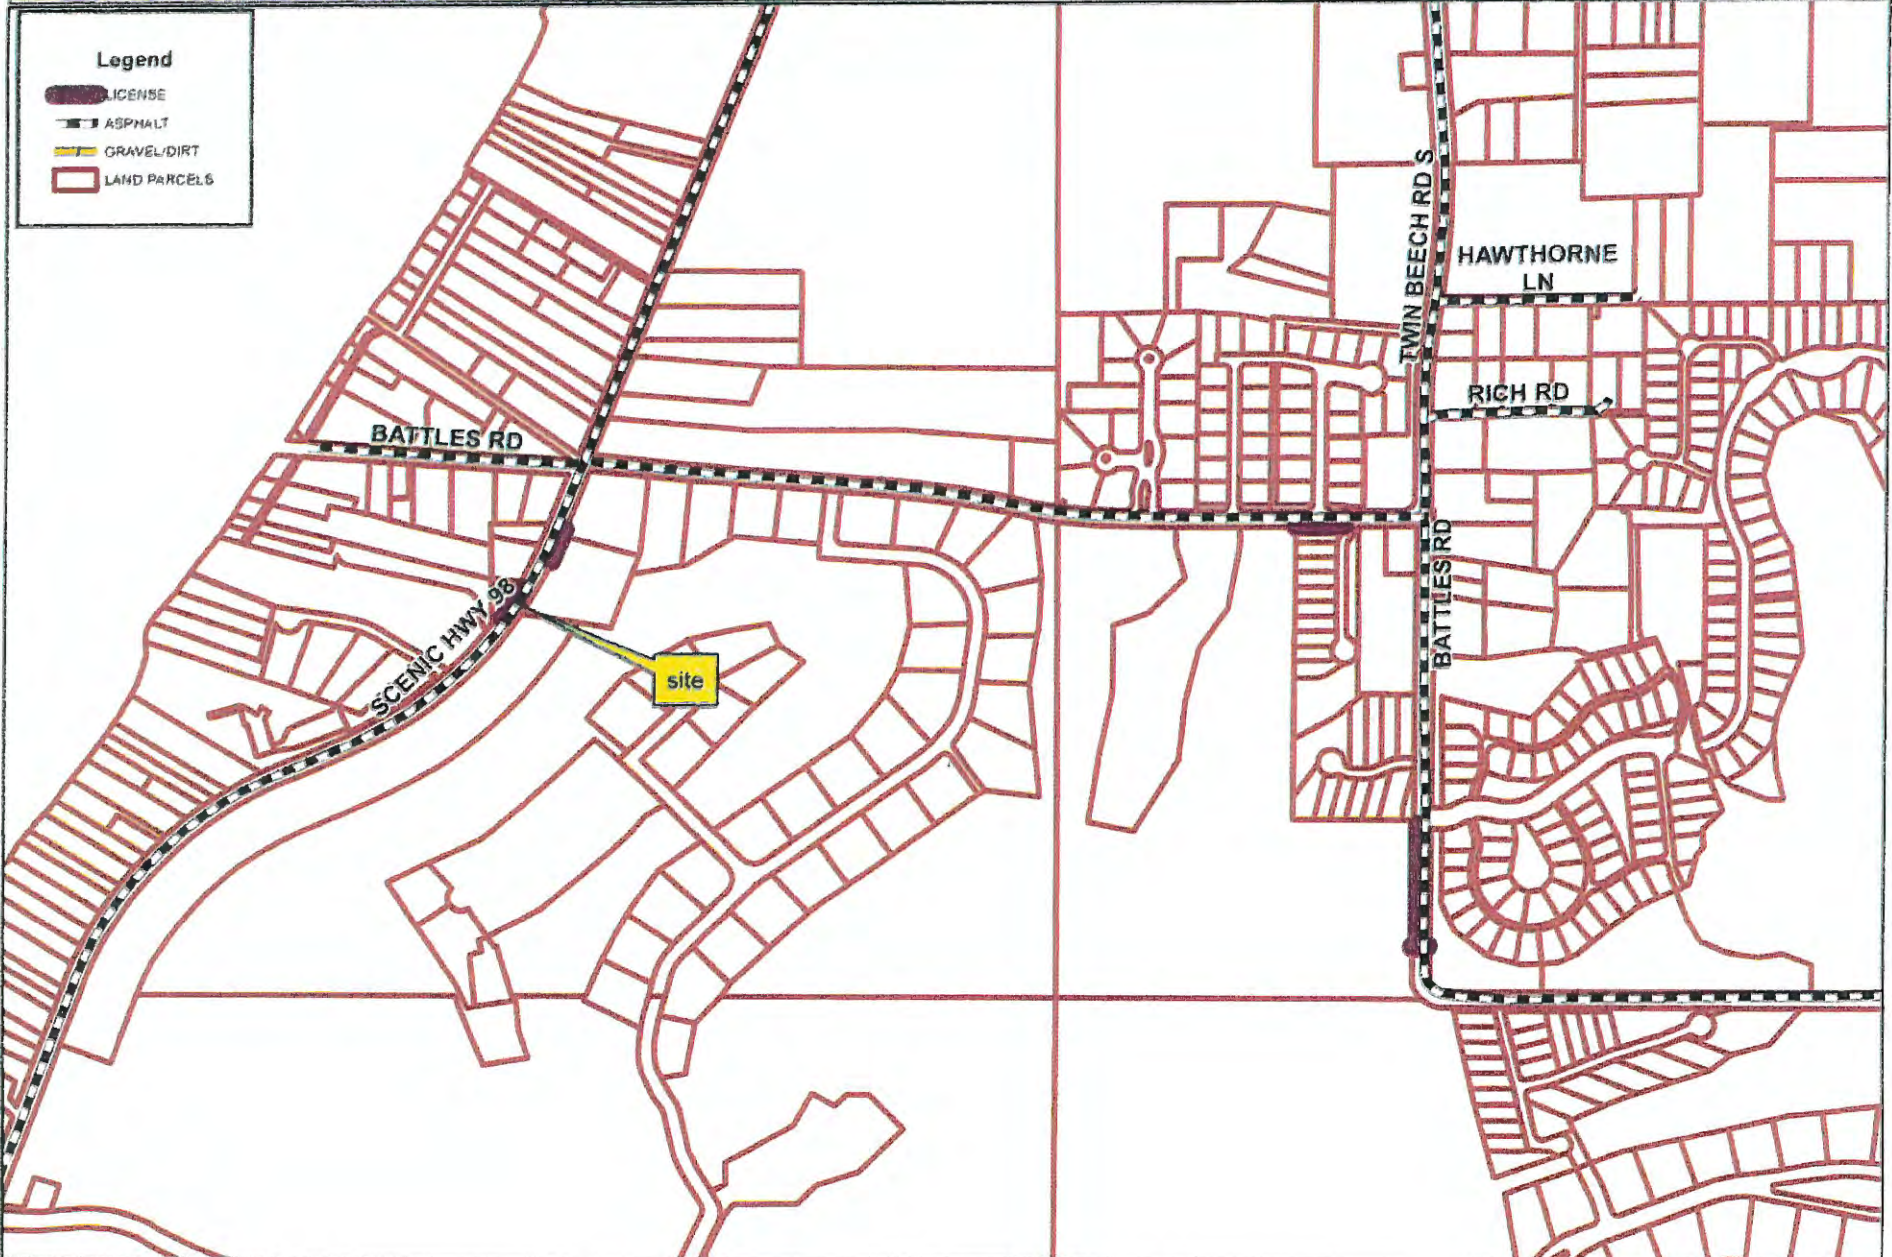 Legend
LICENSE
ASPHALT
GRAVEL/DIRT
LAND PARCELS
TWIN BEECH RD S
HAWTHORNE
LN
RICH RD
BATTLES RD
BATTLES RD
SCENIC HWY 98
site